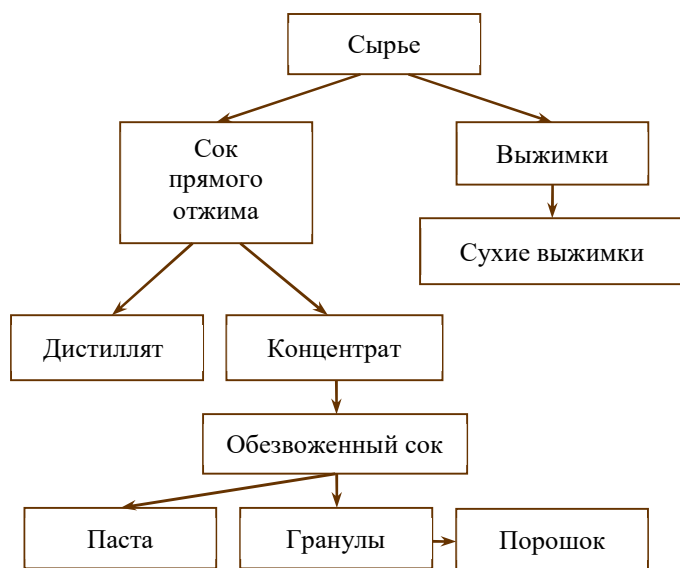 Сырье
Сок
прямого
отжима
Выжимки
Сухие выжимки
Дистиллят
Концентрат
Обезвоженный сок
Паста
Гранулы
Порошок